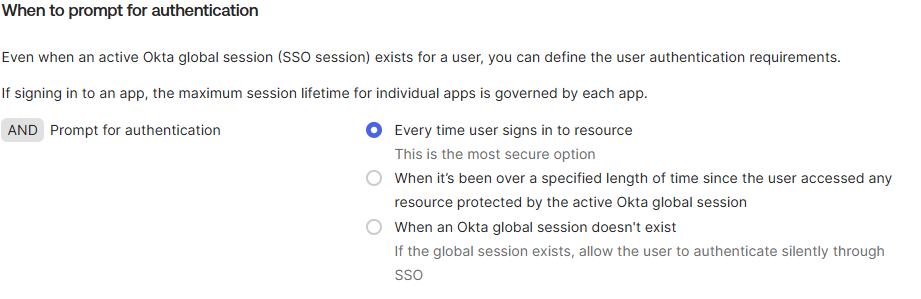 When to prompt for authentication
Even when an active Okta global session (SSO session) exists for a user, you can define the user authentication requirements.
If signing in to an app, the maximum session lifetime for individual apps is governed by each app.
AND Prompt for authentication
Every time user signs in to resource
This is the most secure option
When it’s been over a specified length of time since the user accessed any
resource protected by the active Okta global session
When an Okta global session doesn't exist
If the global session exists, allow the user to authenticate silently through
SSO